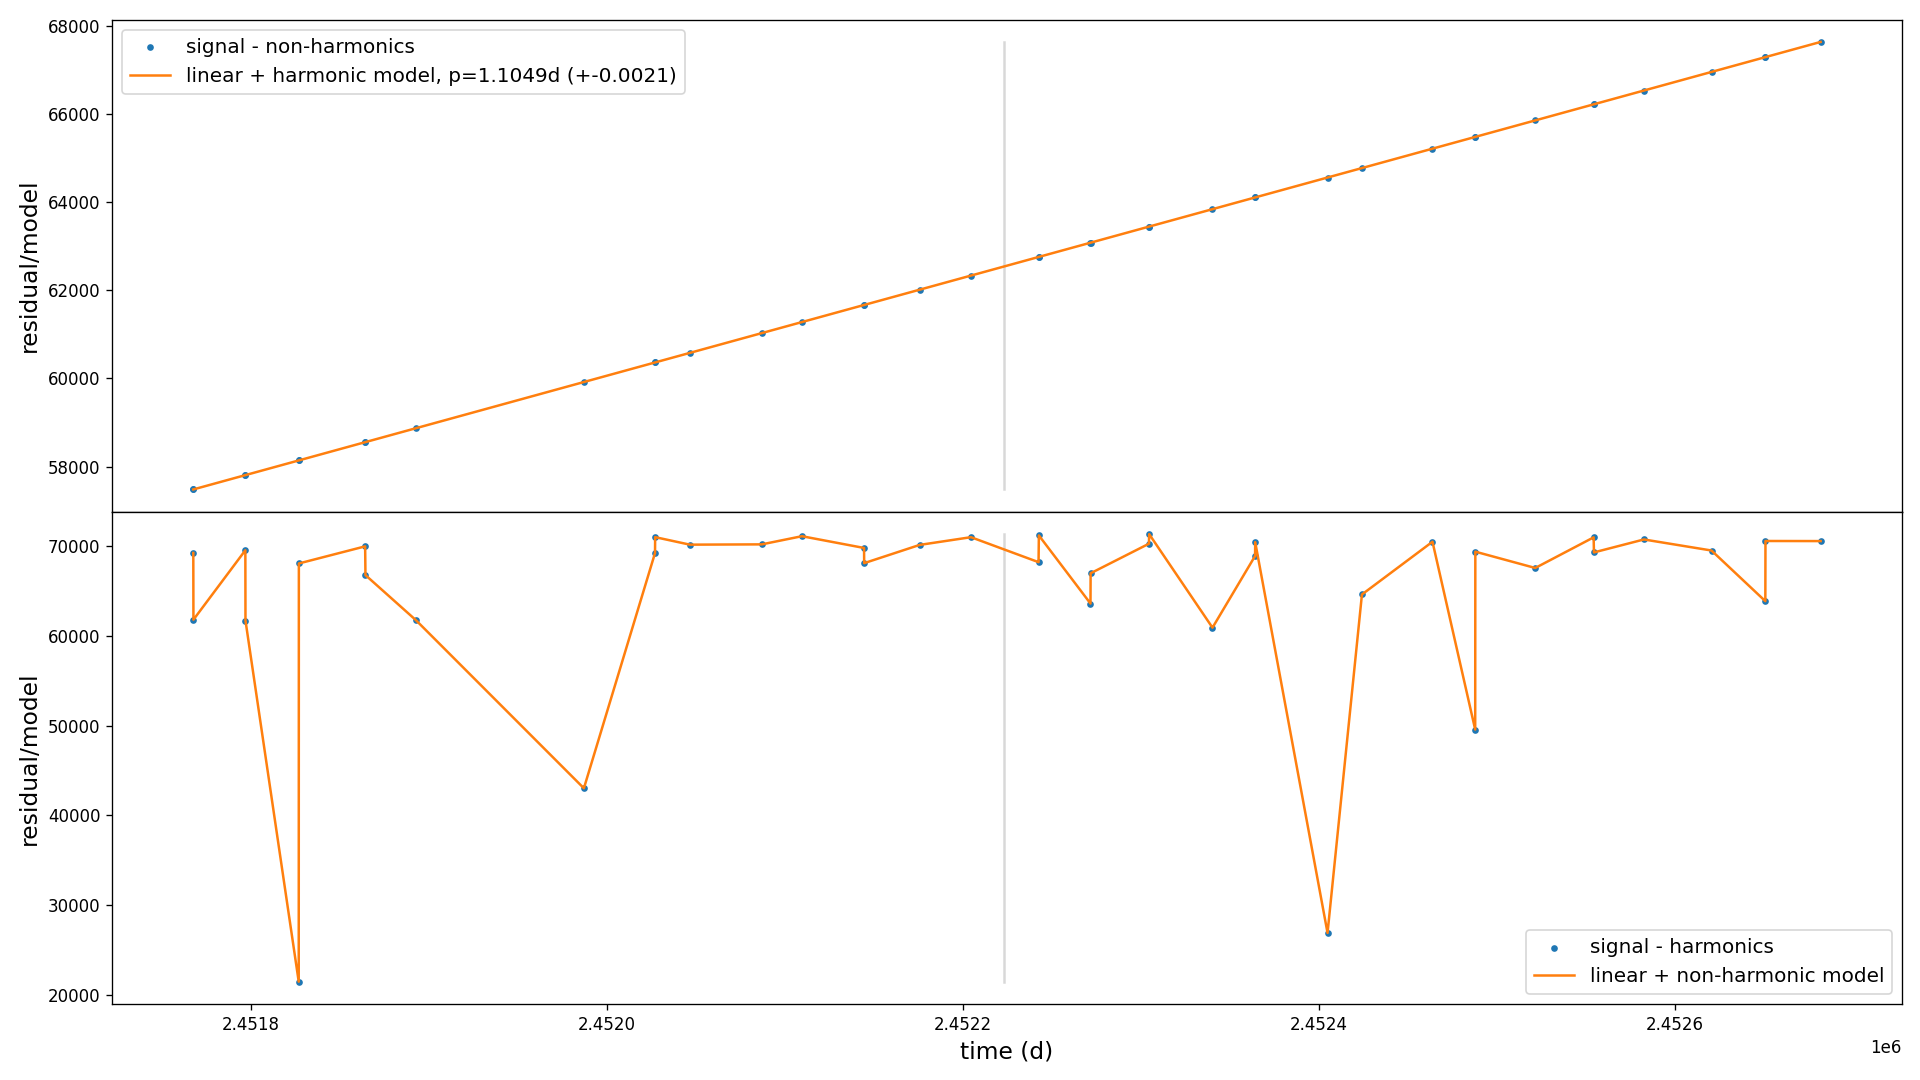 68000
66000
64000
62000
60000
58000
residual/model
signal - non-harmonics
linear + harmonic model, p=1.1049d (+-0.0021)
70000
60000
50000
40000
30000
20000
residual/model
signal - harmonics
linear + non-harmonic model
2.4518
2.4520
2.4522
2.4524
2.4526
1e6
time (d)